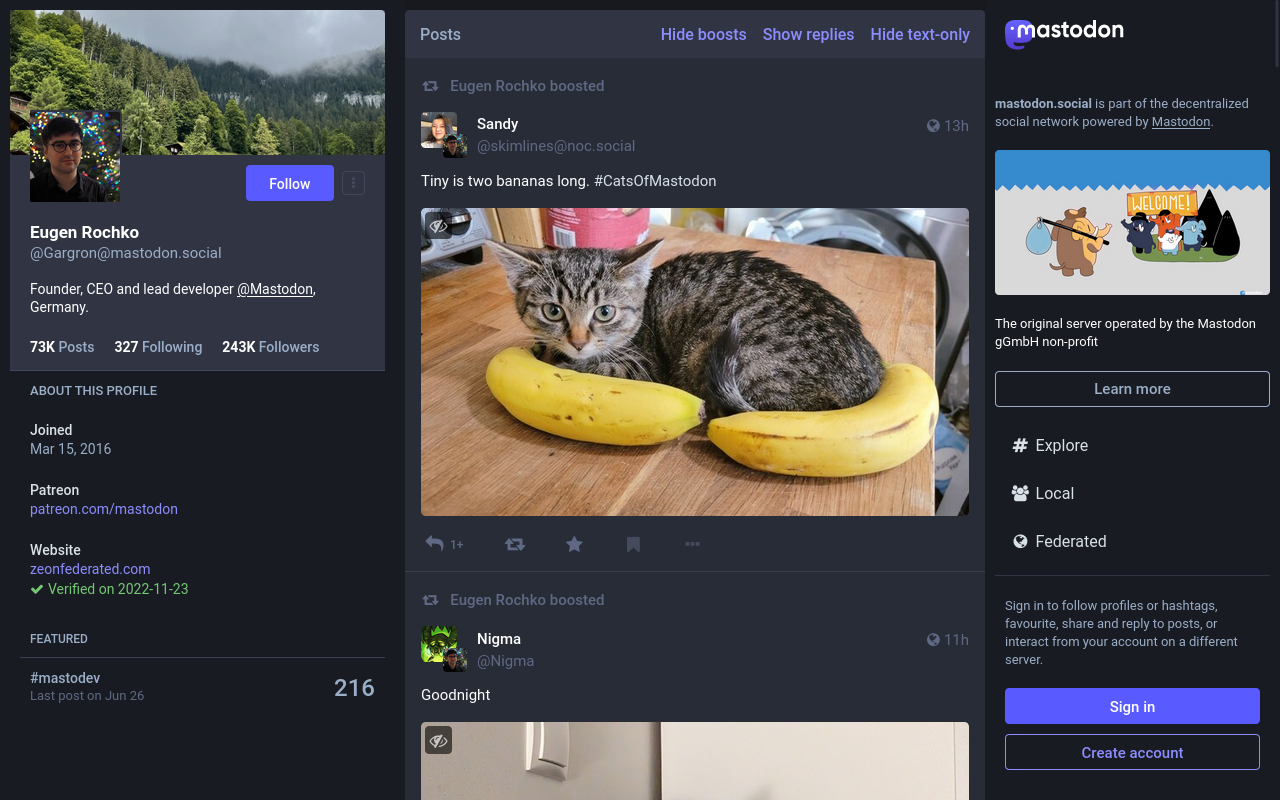 Follow
Eugen Rochko
@Gargron@mastodon.social
Founder, CEO and lead developer @Mastodon,
Germany.
73K Posts 327 Following 243K Followers
ABOUT THIS PROFILE
Joined
Mar 15, 2016
Patreon
patreon.com/mastodon
Website
zeonfederated.com
Verified on 2022-11-23
FEATURED
#mastodev
Last post on Jun 26
216
Posts Hide boosts Show replies Hide text-only
Eugen Rochko boosted
Sandy
13h
@skimlines@noc.social
Tiny is two bananas long. #CatsOfMastodon
1+
Eugen Rochko boosted
Nigma
11h
@Nigma
Goodnight
mastodon
mastodon.social is part of the decentralized
social network powered by Mastodon.
WELCOME!
The original server operated by the Mastodon
gGmbH non-profit
Learn more
Explore
Local
Federated
Sign in to follow profiles or hashtags,
favourite, share and reply to posts, or
interact from your account on a different
server.
Sign in
Create account